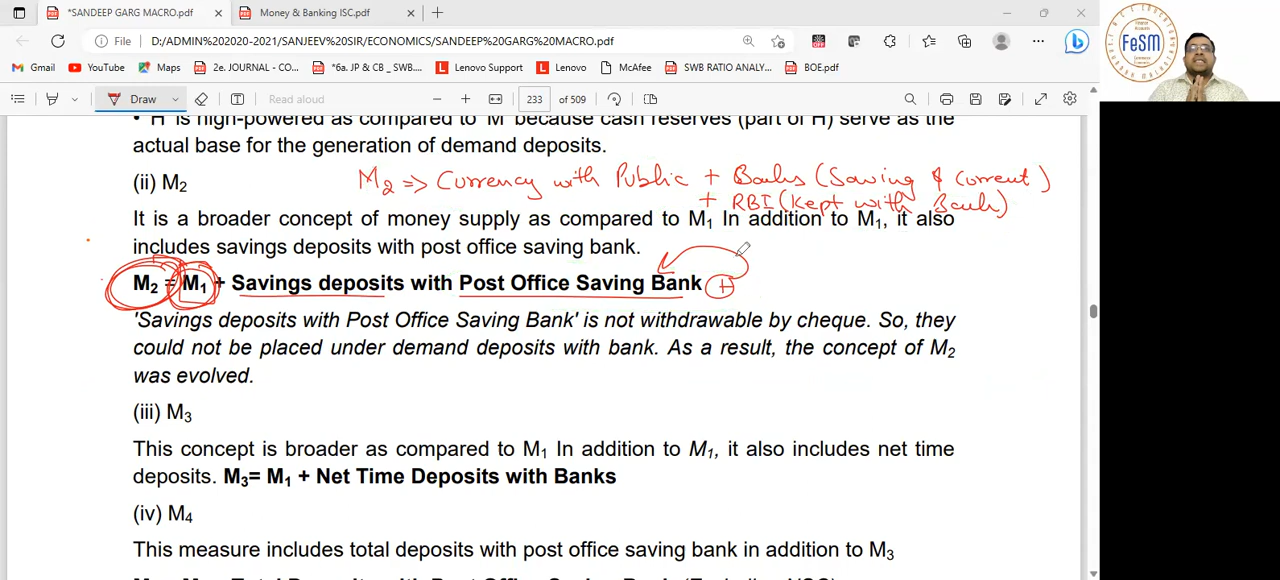 *SANDEEP GARG MACRO.pdf
Money & Banking ISC.pdf
File
D:/ADMIN%202020-2021/SANJEEV%20SIR/ECONOMICS/CLASS%2012/SANDEEP%20GARG%20MACRO.pdf
OFF
Gmail
YouTube
Maps
2e. JOURNAL - CO...
*6a. JP & CB _ SWB...
Lenovo Support
Lenovo
McAfee
SWB RATIO ANALY...
BOE.pdf
Draw
Read aloud
233 of 509
FeSM
• 'H' is high-powered as compared to 'M' because cash reserves (part of H) serve as the
actual base for the generation of demand deposits.
(ii) M2
M2 => Currency with Public + Banks (Saving & Current)
+ RBI (Kept with Bank)
It is a broader concept of money supply as compared to M1 In addition to M1, it also
includes savings deposits with post office saving bank.
M2 = M1 + Savings deposits with Post Office Saving Bank +
'Savings deposits with Post Office Saving Bank' is not withdrawable by cheque. So, they
could not be placed under demand deposits with bank. As a result, the concept of M2
was evolved.
(iii) M3
This concept is broader as compared to M1 In addition to M1, it also includes net time
deposits. M3= M1 + Net Time Deposits with Banks
(iv) M4
This measure includes total deposits with post office saving bank in addition to M3